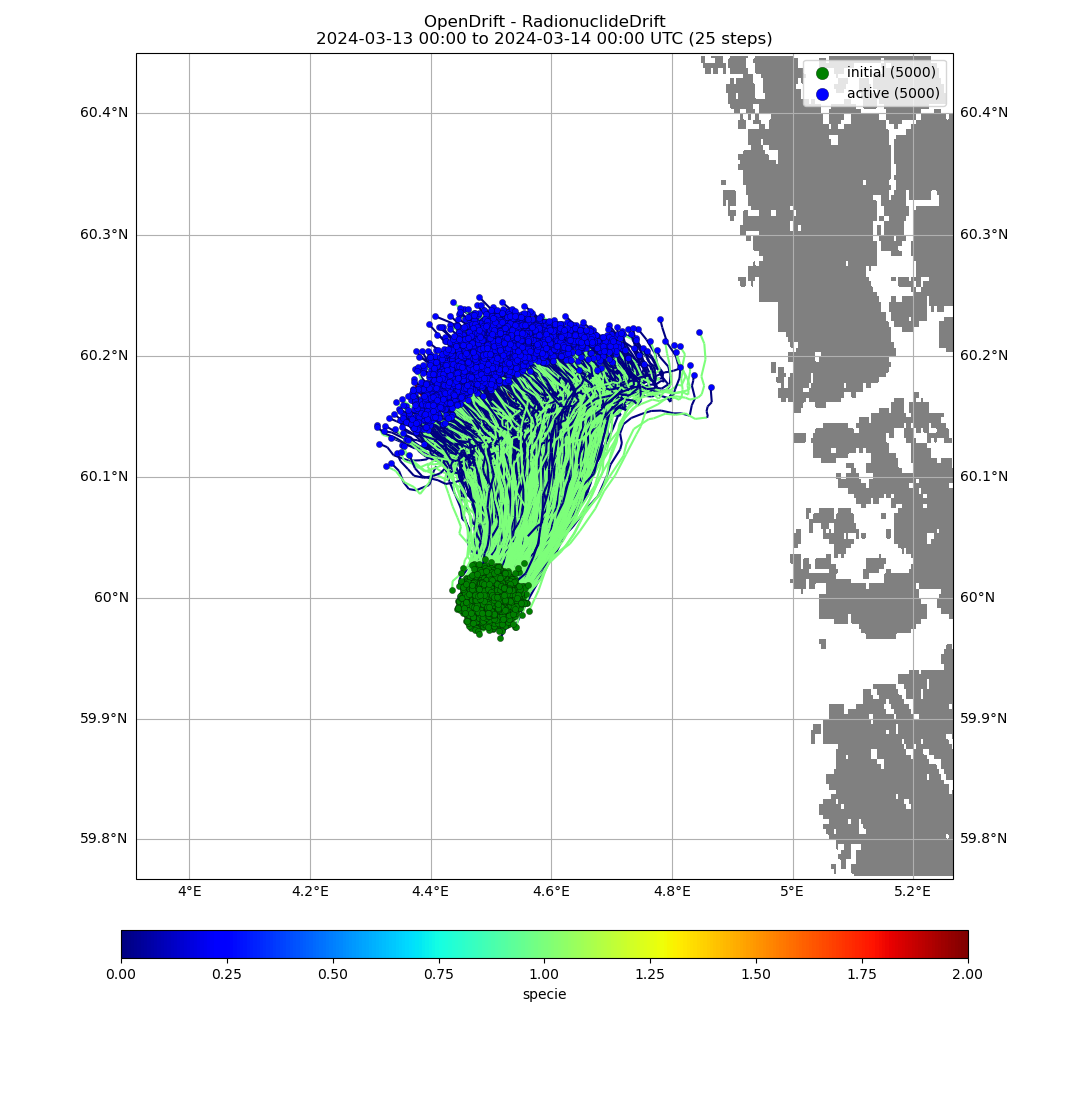 OpenDrift - RadionuclideDrift
2024-03-13 00:00 to 2024-03-14 00:00 UTC (25 steps)
initial (5000)
active (5000)
60.4°N 60.4°N
60.3°N 60.3°N
60.2°N 60.2°N
60.1°N 60.1°N
60°N 60°N
59.9°N 59.9°N
59.8°N 59.8°N
4°E 4.2°E 4.4°E 4.6°E 4.8°E 5°E 5.2°E
0.00 0.25 0.50 0.75 1.00 1.25 1.50 1.75 2.00
specie